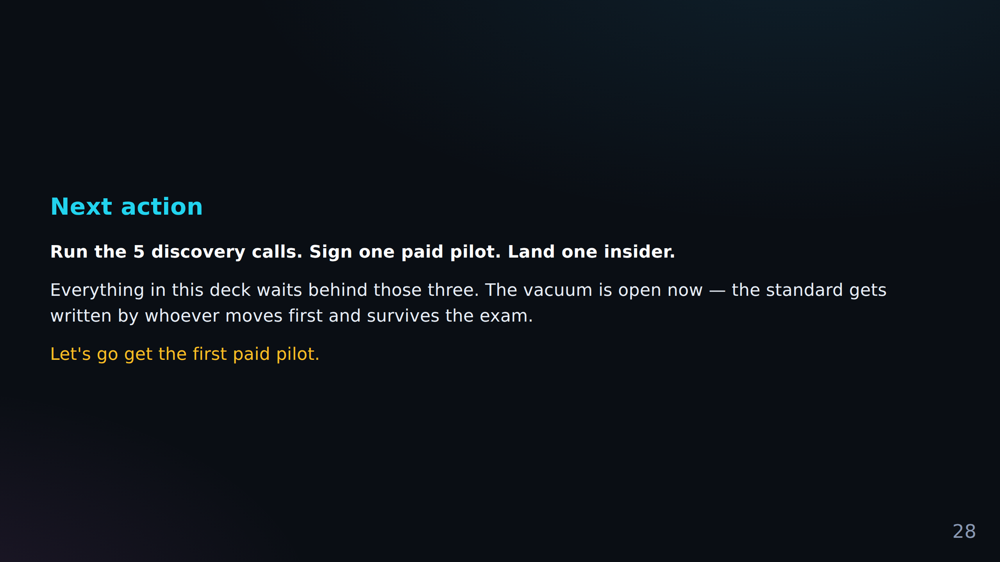 Next action
Run the 5 discovery calls. Sign one paid pilot. Land one insider.
Everything in this deck waits behind those three. The vacuum is open now — the standard gets
written by whoever moves first and survives the exam.
Let's go get the first paid pilot.
28